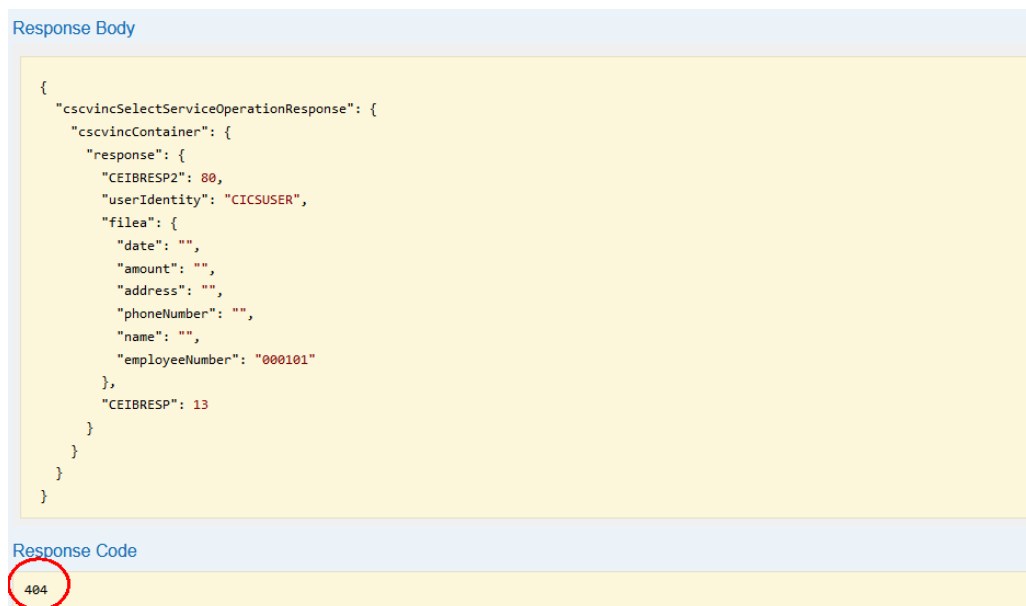 Response Body
{
"cscvincSelectServiceOperationResponse": {
"cscvincContainer": {
"response": {
"CEIBRESP2": 80,
"userIdentity": "CICSUSER",
"filea": {
"date": "",
"amount": "",
"address": "",
"phoneNumber": "",
"name": "",
"employeeNumber": "000101"
},
"CEIBRESP": 13
}
}
}
}
Response Code
404